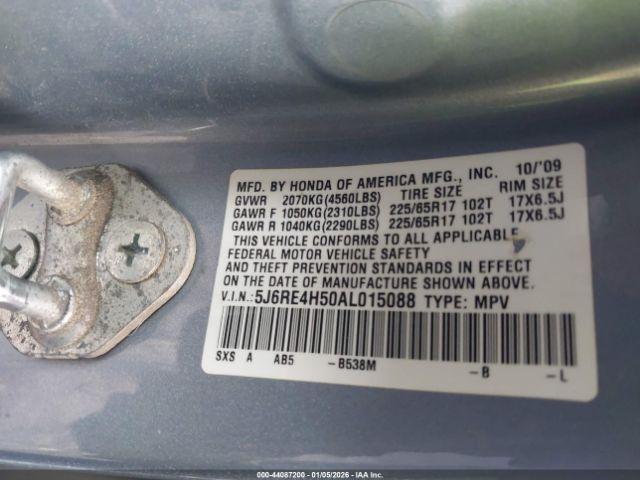 MFD. BY HONDA OF AMERICA MFG., INC. 10/'09
GVWR 2070KG(4560LBS) TIRE SIZE RIM SIZE
GAWR F 1050KG(2310LBS) 225/65R17 102T 17X6.5J
GAWR R 1040KG(2290LBS) 225/65R17 102T 17X6.5J
THIS VEHICLE CONFORMS TO ALL APPLICABLE
FEDERAL MOTOR VEHICLE SAFETY
AND THEFT PREVENTION STANDARDS IN EFFECT
ON THE DATE OF MANUFACTURE SHOWN ABOVE.
V.I.N.: 5J6RE4H50AL015088 TYPE: MPV
SXS A AB5 -B538M -B -L
000-44087200 - 01/05/2026 - IAAI.COM